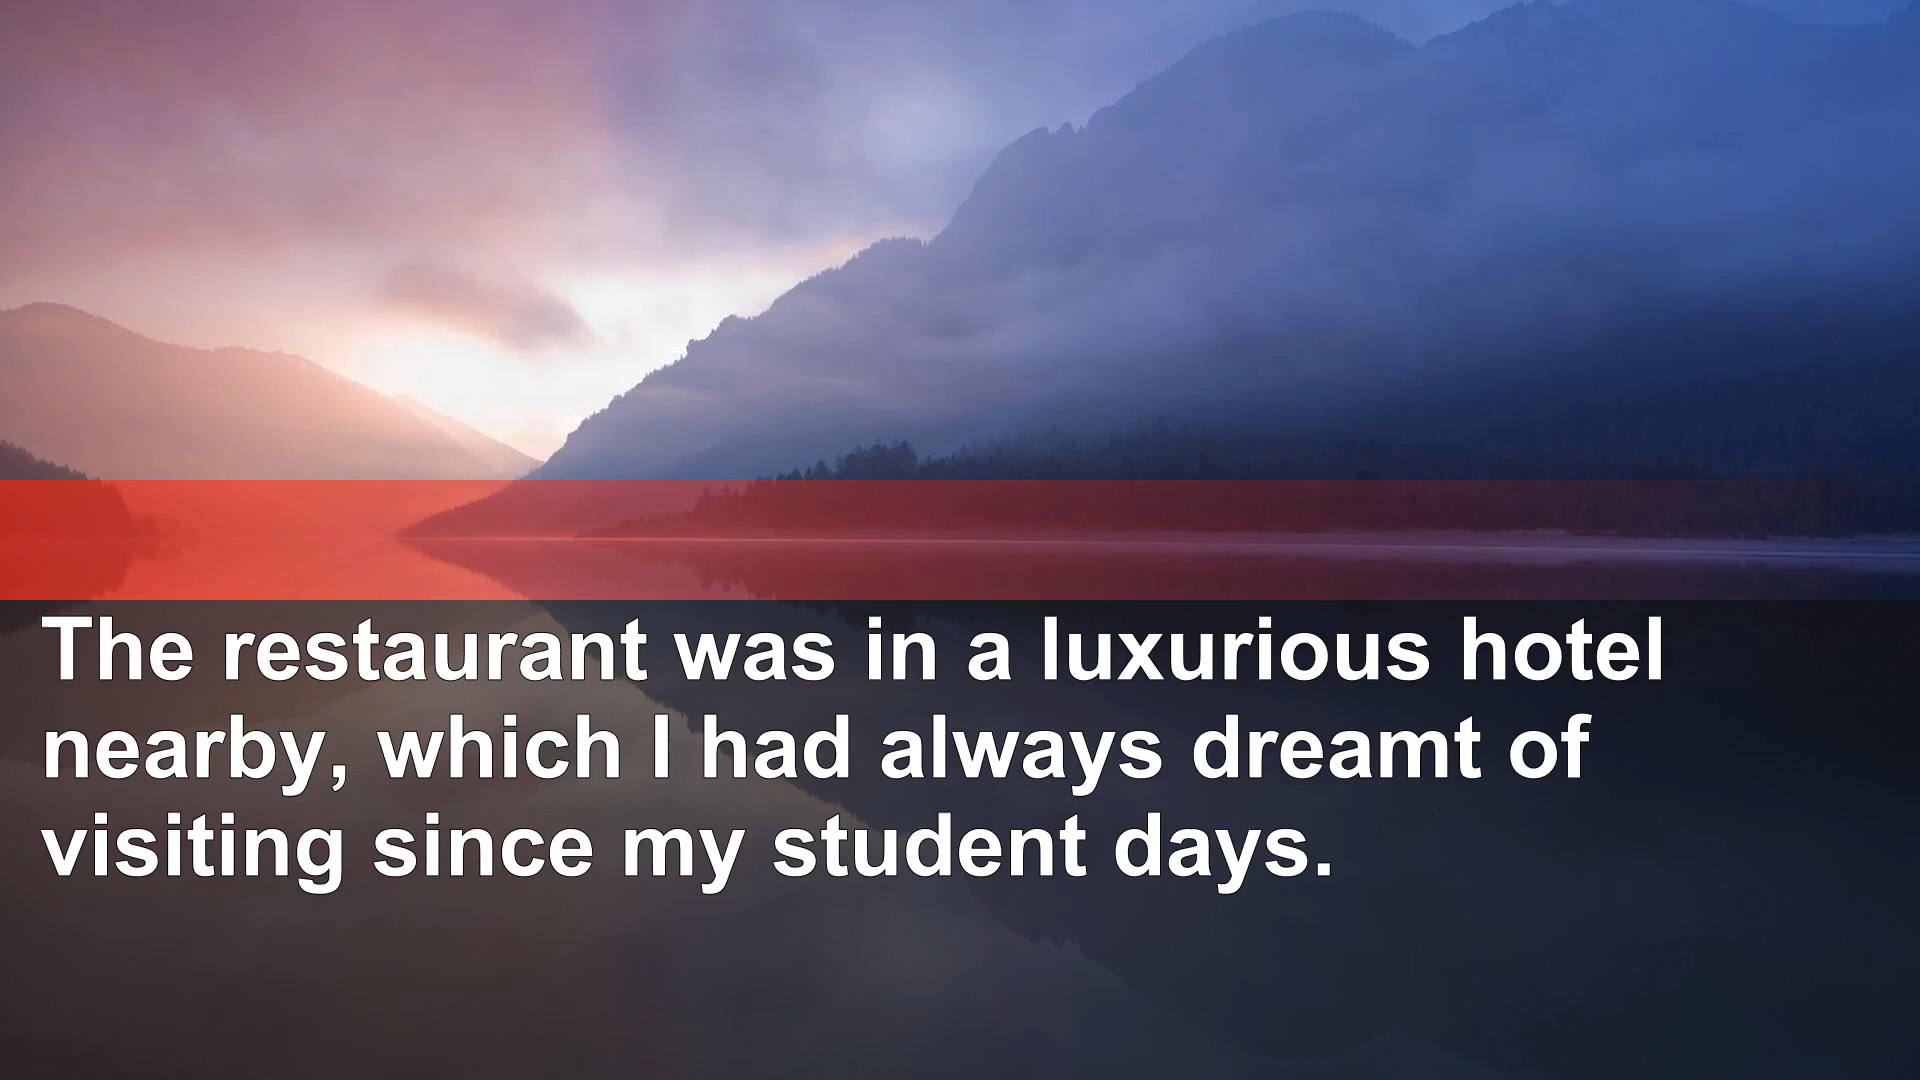 The restaurant was in a luxurious hotel
nearby, which I had always dreamt of
visiting since my student days.